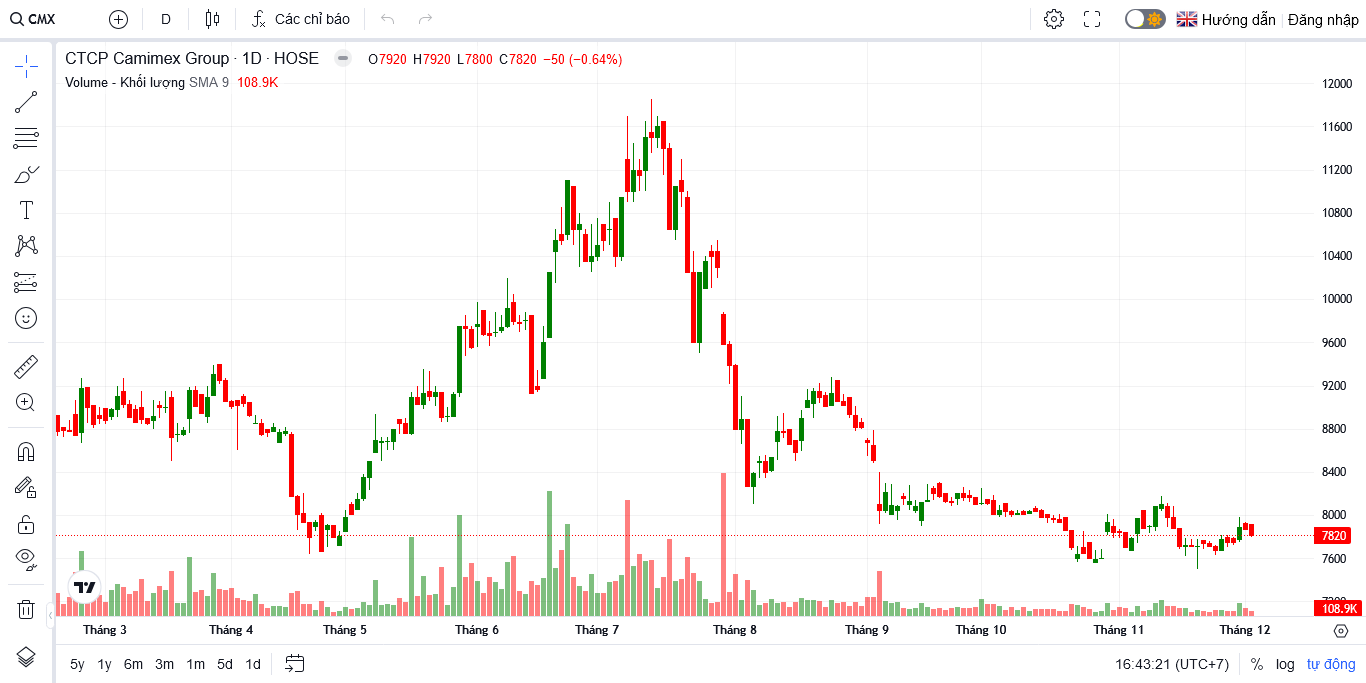 CMX D Các chỉ báo Hướng dẫn Đăng nhập
CTCP Camimex Group · 1D · HOSE O7920 H7920 L7800 C7820 −50 (−0.64%)
Volume - Khối lượng SMA 9 108.9K
12000
11600
11200
10800
10400
10000
9600
9200
8800
8400
8000
7820
7600
7200
108.9K
Tháng 3 Tháng 4 Tháng 5 Tháng 6 Tháng 7 Tháng 8 Tháng 9 Tháng 10 Tháng 11 Tháng 12
5y 1y 6m 3m 1m 5d 1d 16:43:21 (UTC+7) % log tự động